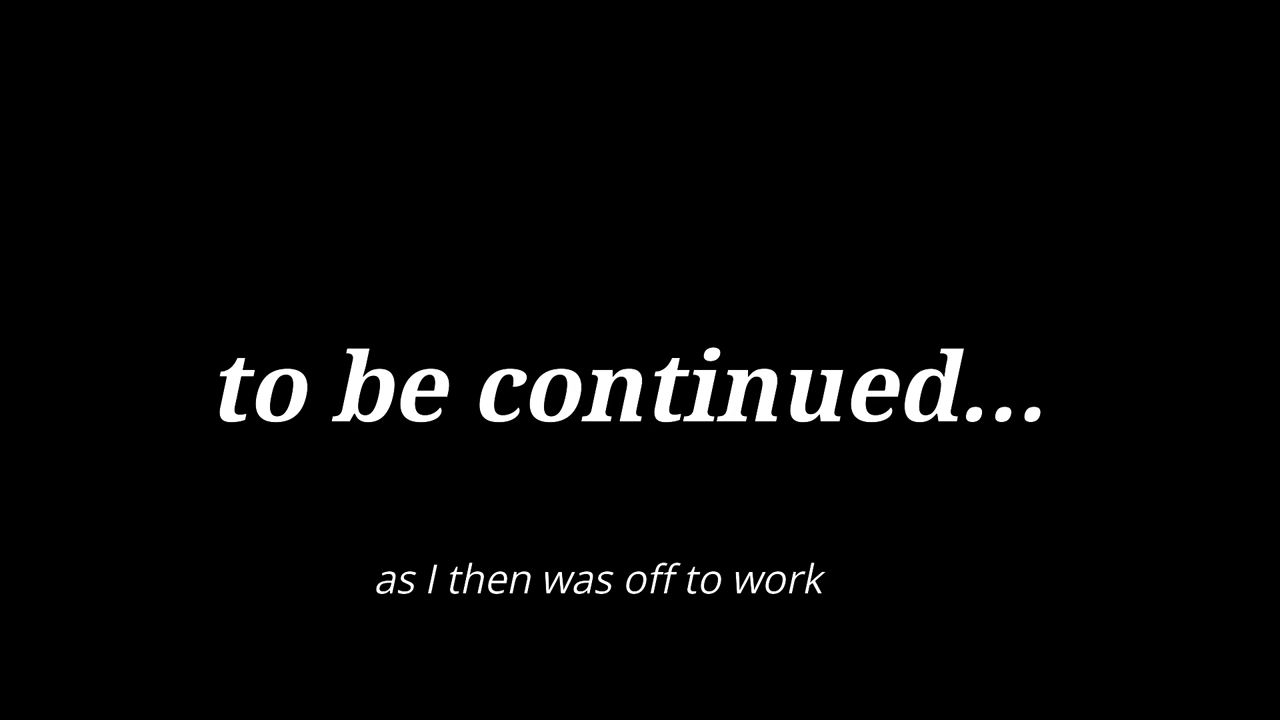 to be continued...
as I then was off to work